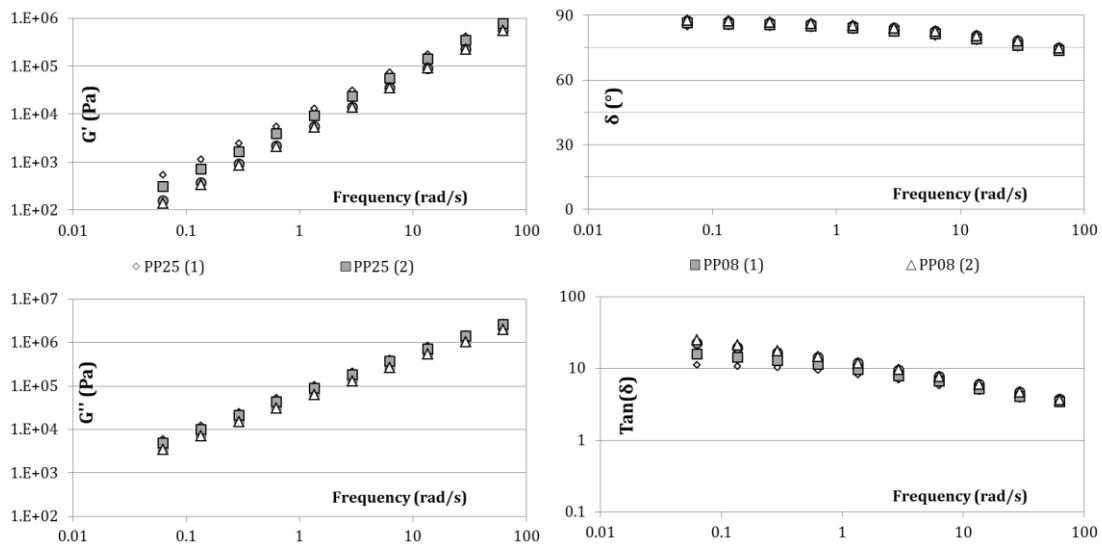 1.E+06
1.E+05
1.E+04
1.E+03
1.E+02
G' (Pa)
Frequency (rad/s)
0.01 0.1 1 10 100
90
75
60
45
30
15
0
δ (°)
Frequency (rad/s)
0.01 0.1 1 10 100
PP25 (1) PP25 (2) PP08 (1) PP08 (2)
1.E+07
1.E+06
1.E+05
1.E+04
1.E+03
1.E+02
G'' (Pa)
Frequency (rad/s)
0.01 0.1 1 10 100
100
10
1
0.1
Tan(δ)
Frequency (rad/s)
0.01 0.1 1 10 100